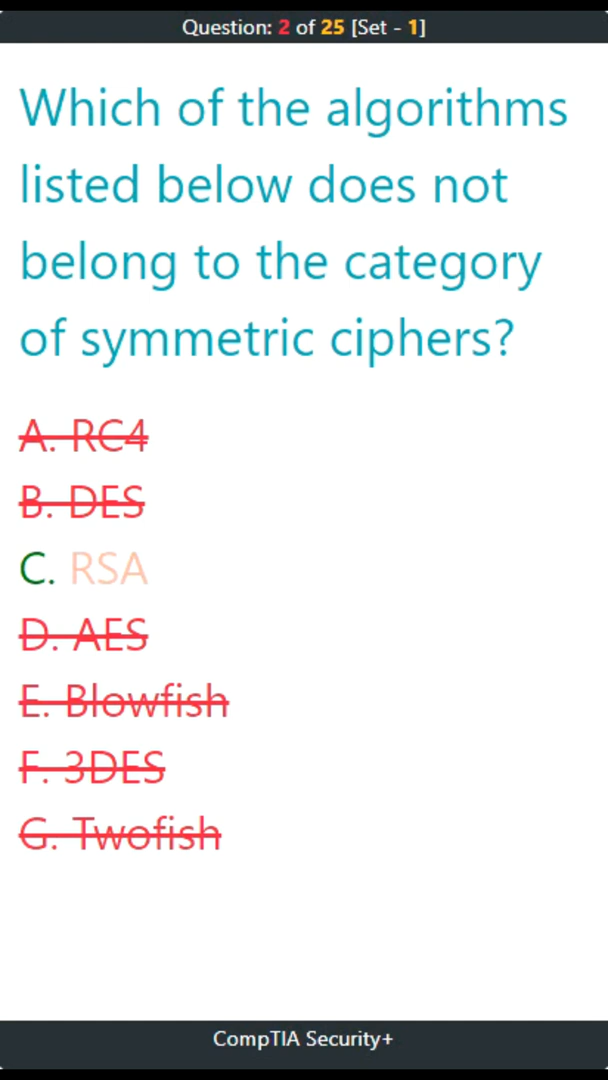 Question: 2 of 25 [Set - 1]
Which of the algorithms
listed below does not
belong to the category
of symmetric ciphers?
A. RC4
B. DES
C. RSA
D. AES
E. Blowfish
F. 3DES
G. Twofish
CompTIA Security+